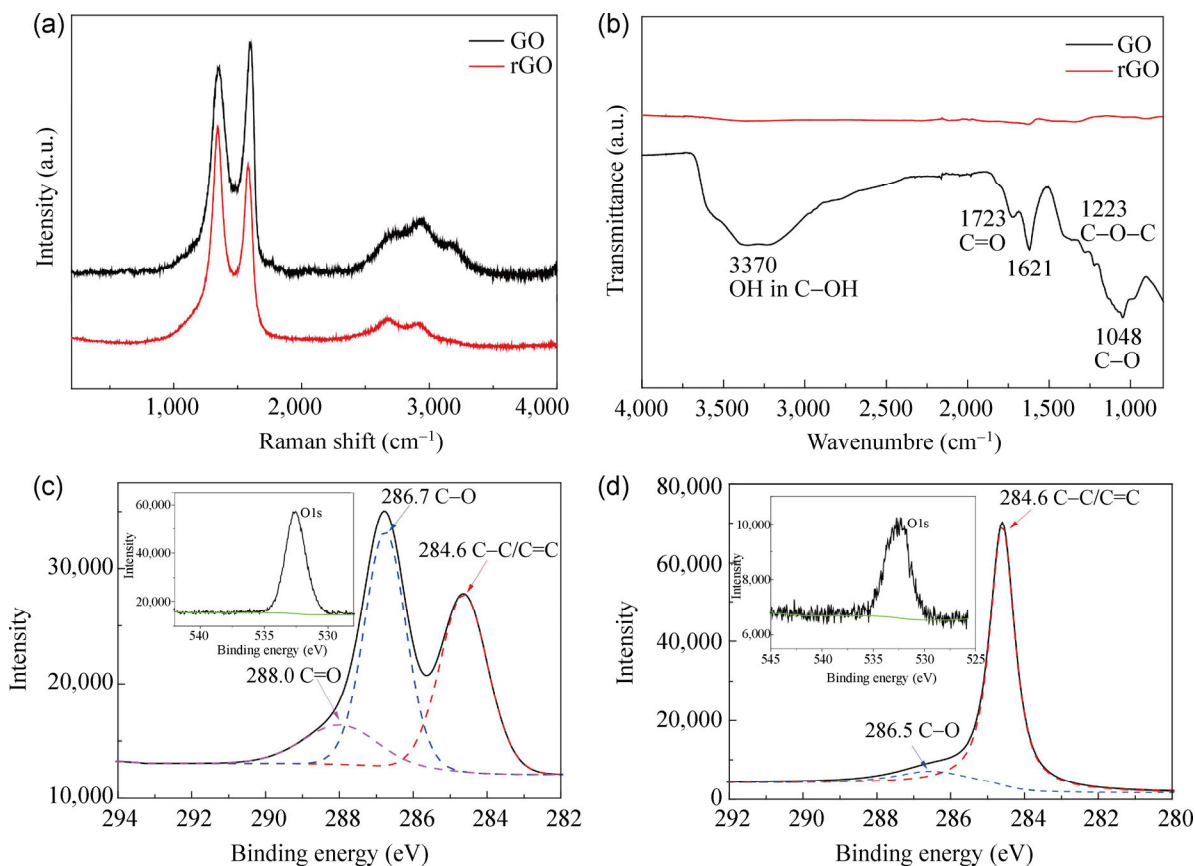 (a)
GO
rGO
Intensity (a.u.)
1,000 2,000 3,000 4,000
Raman shift (cm⁻¹)
(b)
GO
rGO
Transmittance (a.u.)
3370
OH in C−OH
1723
C=O
1621
1223
C−O−C
1048
C−O
4,000 3,500 3,000 2,500 2,000 1,500 1,000
Wavenumbre (cm⁻¹)
(c)
Intensity
30,000
20,000
10,000
60,000
40,000
20,000
Intensity
O1s
540 530
Binding energy (eV)
286.7 C−O
284.6 C−C/C=C
288.0 C=O
294 292 290 288 286 284 282
Binding energy (eV)
(d)
Intensity
80,000
60,000
40,000
20,000
0
10,000
8,000
6,000
Intensity
O1s
545 540 535 530 525
Binding energy (eV)
284.6 C−C/C=C
286.5 C−O
292 290 288 286 284 282 280
Binding energy (eV)